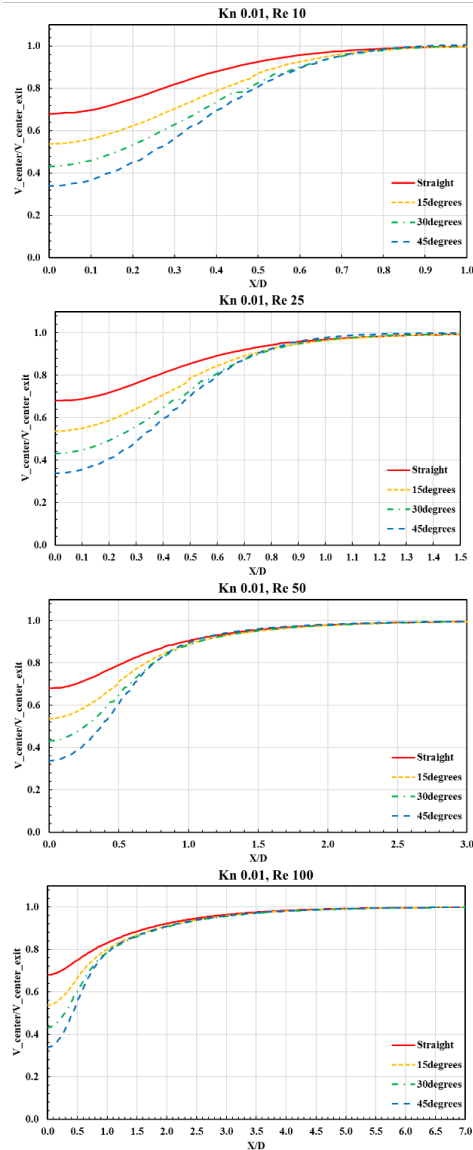 Kn 0.01, Re 10
1.0
0.8
0.6
0.4
0.2
0.0
V_center/V_center_exit
Straight
15degrees
30degrees
45degrees
0.0 0.1 0.2 0.3 0.4 0.5 0.6 0.7 0.8 0.9 1.0
X/D
Kn 0.01, Re 25
1.0
0.8
0.6
0.4
0.2
0.0
V_center/V_center_exit
Straight
15degrees
30degrees
45degrees
0.0 0.1 0.2 0.3 0.4 0.5 0.6 0.7 0.8 0.9 1.0 1.1 1.2 1.3 1.4 1.5
X/D
Kn 0.01, Re 50
1.0
0.8
0.6
0.4
0.2
0.0
V_center/V_center_exit
Straight
15degrees
30degrees
45degrees
0.0 0.5 1.0 1.5 2.0 2.5 3.0
X/D
Kn 0.01, Re 100
1.0
0.8
0.6
0.4
0.2
0.0
V_center/V_center_exit
Straight
15degrees
30degrees
45degrees
0.0 0.5 1.0 1.5 2.0 2.5 3.0 3.5 4.0 4.5 5.0 5.5 6.0 6.5 7.0
X/D